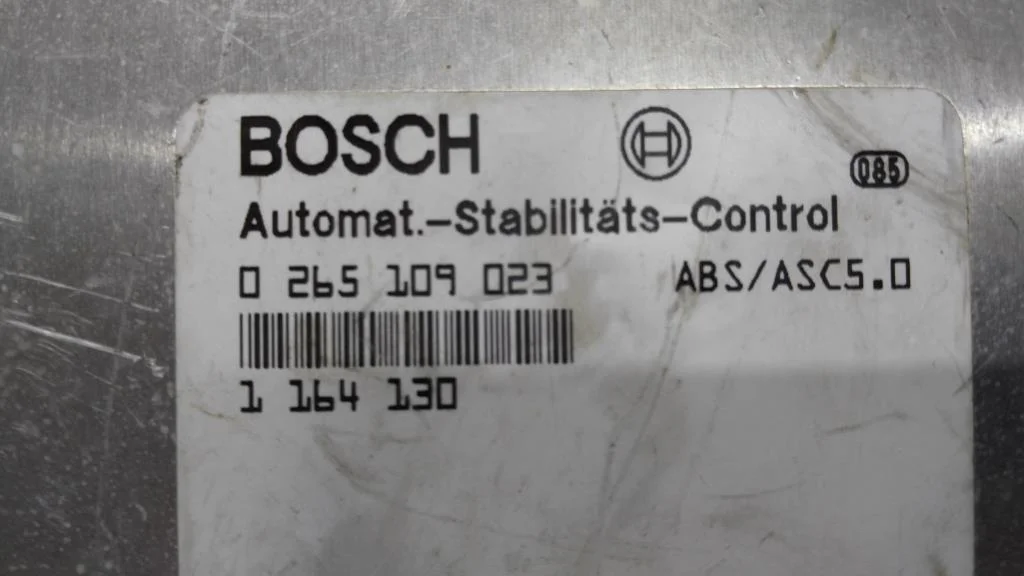 BOSCH
085
Automat.-Stabilitäts-Control
0 265 109 023 ABS/ASC5.0
1 164 130